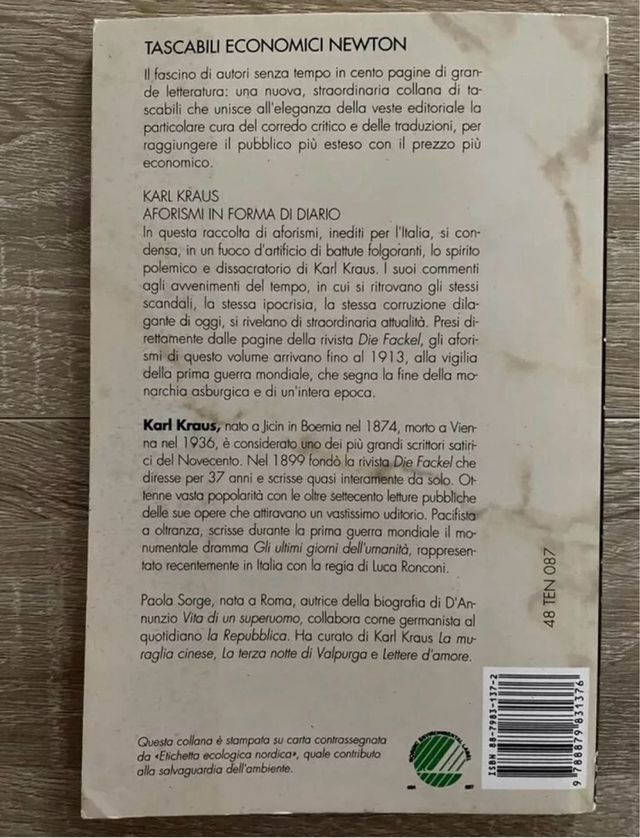 TASCABILI ECONOMICI NEWTON
Il fascino di autori senza tempo in cento pagine di gran-
de letteratura: una nuova, straordinaria collana di ta-
scabili che unisce all'eleganza della veste editoriale la
particolare cura del corredo critico e delle traduzioni, per
raggiungere il pubblico più esteso con il prezzo più
economico.
KARL KRAUS
AFORISMI IN FORMA DI DIARIO
In questa raccolta di aforismi, inediti per l'Italia, si con-
densa, in un fuoco d'artificio di battute folgoranti, lo spirito
polemico e dissacratorio di Karl Kraus. I suoi commenti
agli avvenimenti del tempo, in cui si ritrovano gli stessi
scandali, la stessa ipocrisia, la stessa corruzione dila-
gante di oggi, si rivelano di straordinaria attualità. Presi di-
rettamente dalle pagine della rivista Die Fackel, gli afori-
smi di questo volume arrivano fino al 1913, alla vigilia
della prima guerra mondiale, che segna la fine della mo-
narchia asburgica e di un'intera epoca.
Karl Kraus, nato a Jicin in Boemia nel 1874, morto a Vien-
na nel 1936, è considerato uno dei più grandi scrittori satiri-
ci del Novecento. Nel 1899 fondò la rivista Die Fackel che
diresse per 37 anni e scrisse quasi interamente da solo. Ot-
tenne vasta popolarità con le oltre settecento letture pubbliche
delle sue opere che attiravano un vastissimo uditorio. Pacifista
a oltranza, scrisse durante la prima guerra mondiale il mo-
numentale dramma Gli ultimi giorni dell'umanità, rappresen-
tato recentemente in Italia con la regia di Luca Ronconi.
Paola Sorge, nata a Roma, autrice della biografia di D'An-
nunzio Vita di un superuomo, collabora come germanista al
quotidiano la Repubblica. Ha curato di Karl Kraus La mu-
raglia cinese, La terza notte di Valpurga e Lettere d'amore.
48 TEN 087
Questa collana è stampata su carta contrassegnata
da «Etichetta ecologica nordica», quale contributo
alla salvaguardia dell'ambiente.
ISBN 88-7983-137-2
9 788879 831376